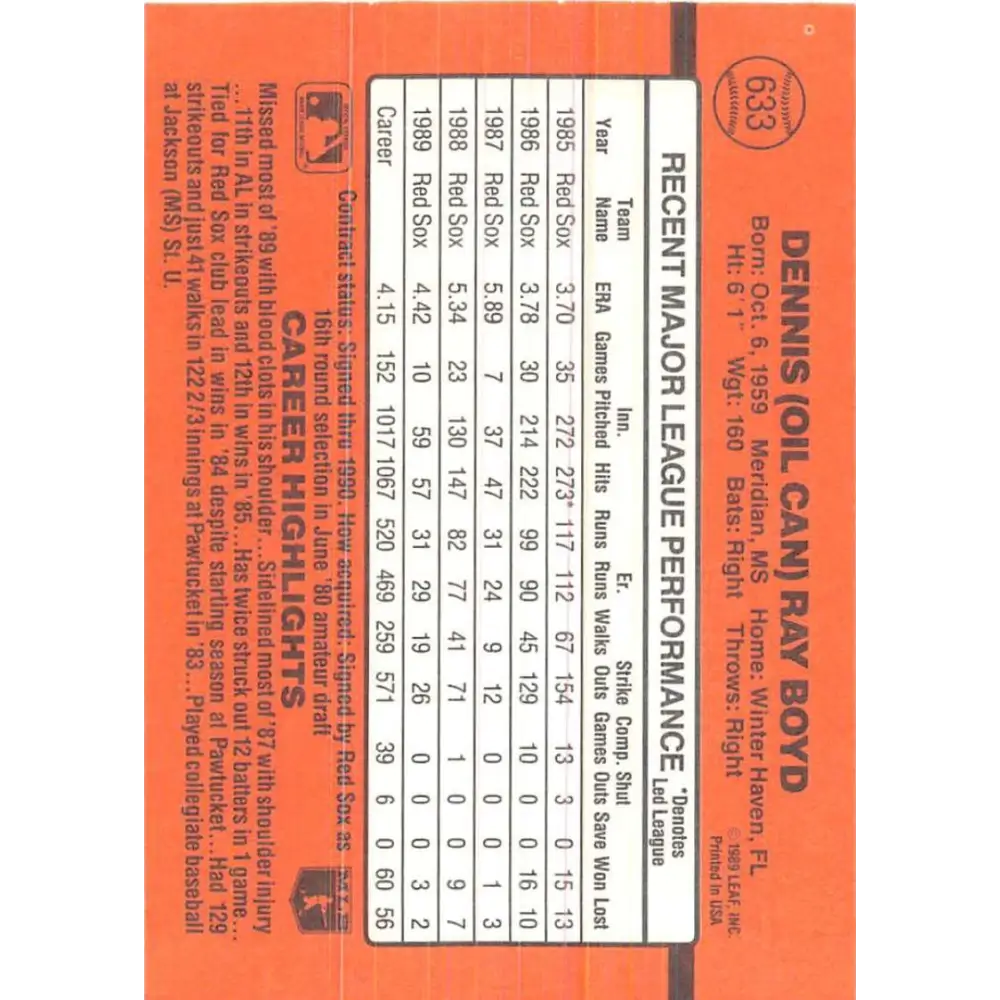 633
DENNIS (OIL CAN) RAY BOYD
Born: Oct. 6, 1959 Meridian, MS Home: Winter Haven, FL
Ht: 6'1" Wgt: 160 Bats: Right Throws: Right
© 1989 LEAF, INC.
Printed In USA
RECENT MAJOR LEAGUE PERFORMANCE *Denotes Led League
Year Team Name ERA Games Inn. Pitched Hits Runs Er. Runs Walks Strike Outs Comp. Games Shut Outs Save Won Lost
1985 Red Sox 3.70 35 272 273* 117 112 67 154 13 3 0 15 13
1986 Red Sox 3.78 30 214 222 99 90 45 129 10 0 0 16 10
1987 Red Sox 5.89 7 37 47 31 24 9 12 0 0 0 1 3
1988 Red Sox 5.34 23 130 147 82 77 41 71 1 0 0 9 7
1989 Red Sox 4.42 10 59 57 31 29 19 26 0 0 0 3 2
Career 4.15 152 1017 1067 520 469 259 571 39 6 0 60 56
Contract status: Signed thru 1990. How acquired: Signed by Red Sox as
16th round selection in June '80 amateur draft
CAREER HIGHLIGHTS
Missed most of '89 with blood clots in his shoulder...Sidelined most of '87 with shoulder injury
...11th in AL in strikeouts and 12th in wins in '85...Has twice struck out 12 batters in 1 game...
Tied for Red Sox club lead in wins in '84 despite starting season at Pawtucket...Had 129
strikeouts and just 41 walks in 122 2/3 innings at Pawtucket in '83...Played collegiate baseball
at Jackson (MS) St. U.